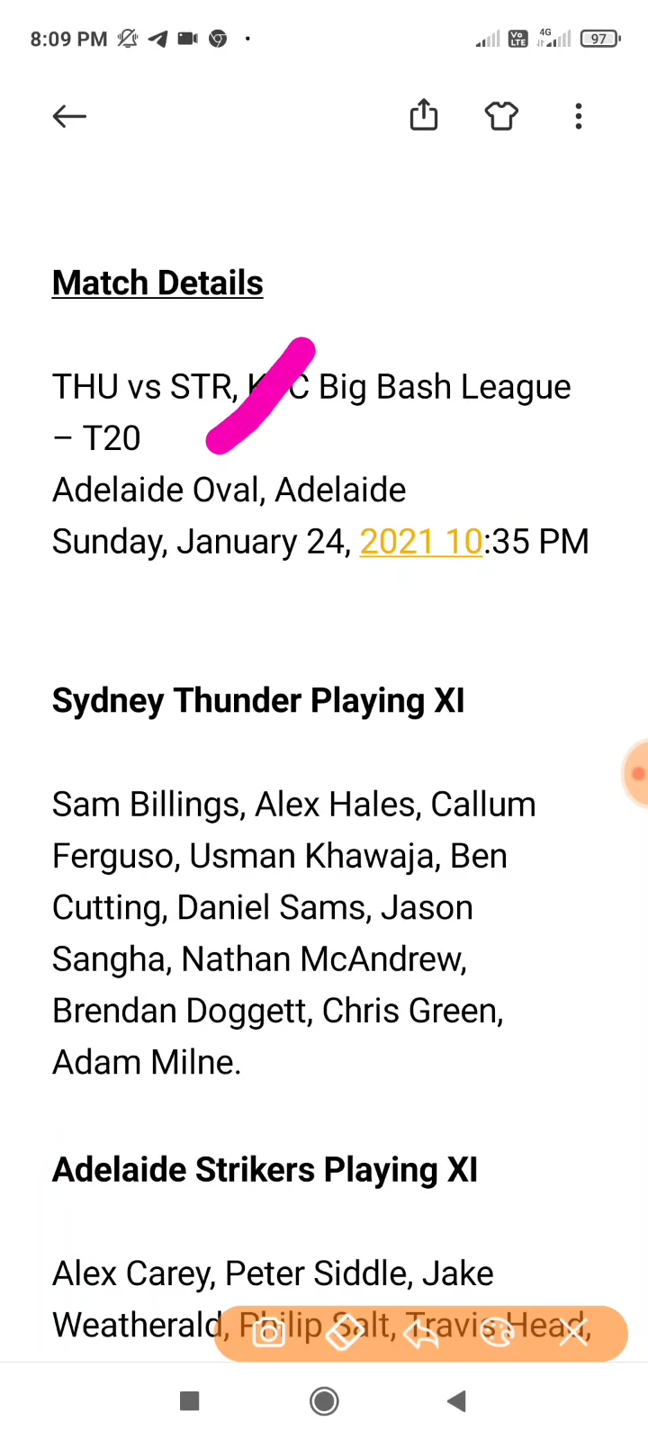 8:09 PM
Vo LTE 4G 97
Match Details
THU vs STR, Big Bash League
– T20
Adelaide Oval, Adelaide
Sunday, January 24, 2021 10:35 PM
Sydney Thunder Playing XI
Sam Billings, Alex Hales, Callum
Ferguso, Usman Khawaja, Ben
Cutting, Daniel Sams, Jason
Sangha, Nathan McAndrew,
Brendan Doggett, Chris Green,
Adam Milne.
Adelaide Strikers Playing XI
Alex Carey, Peter Siddle, Jake
Weatherald, Philip Salt, Travis Head,